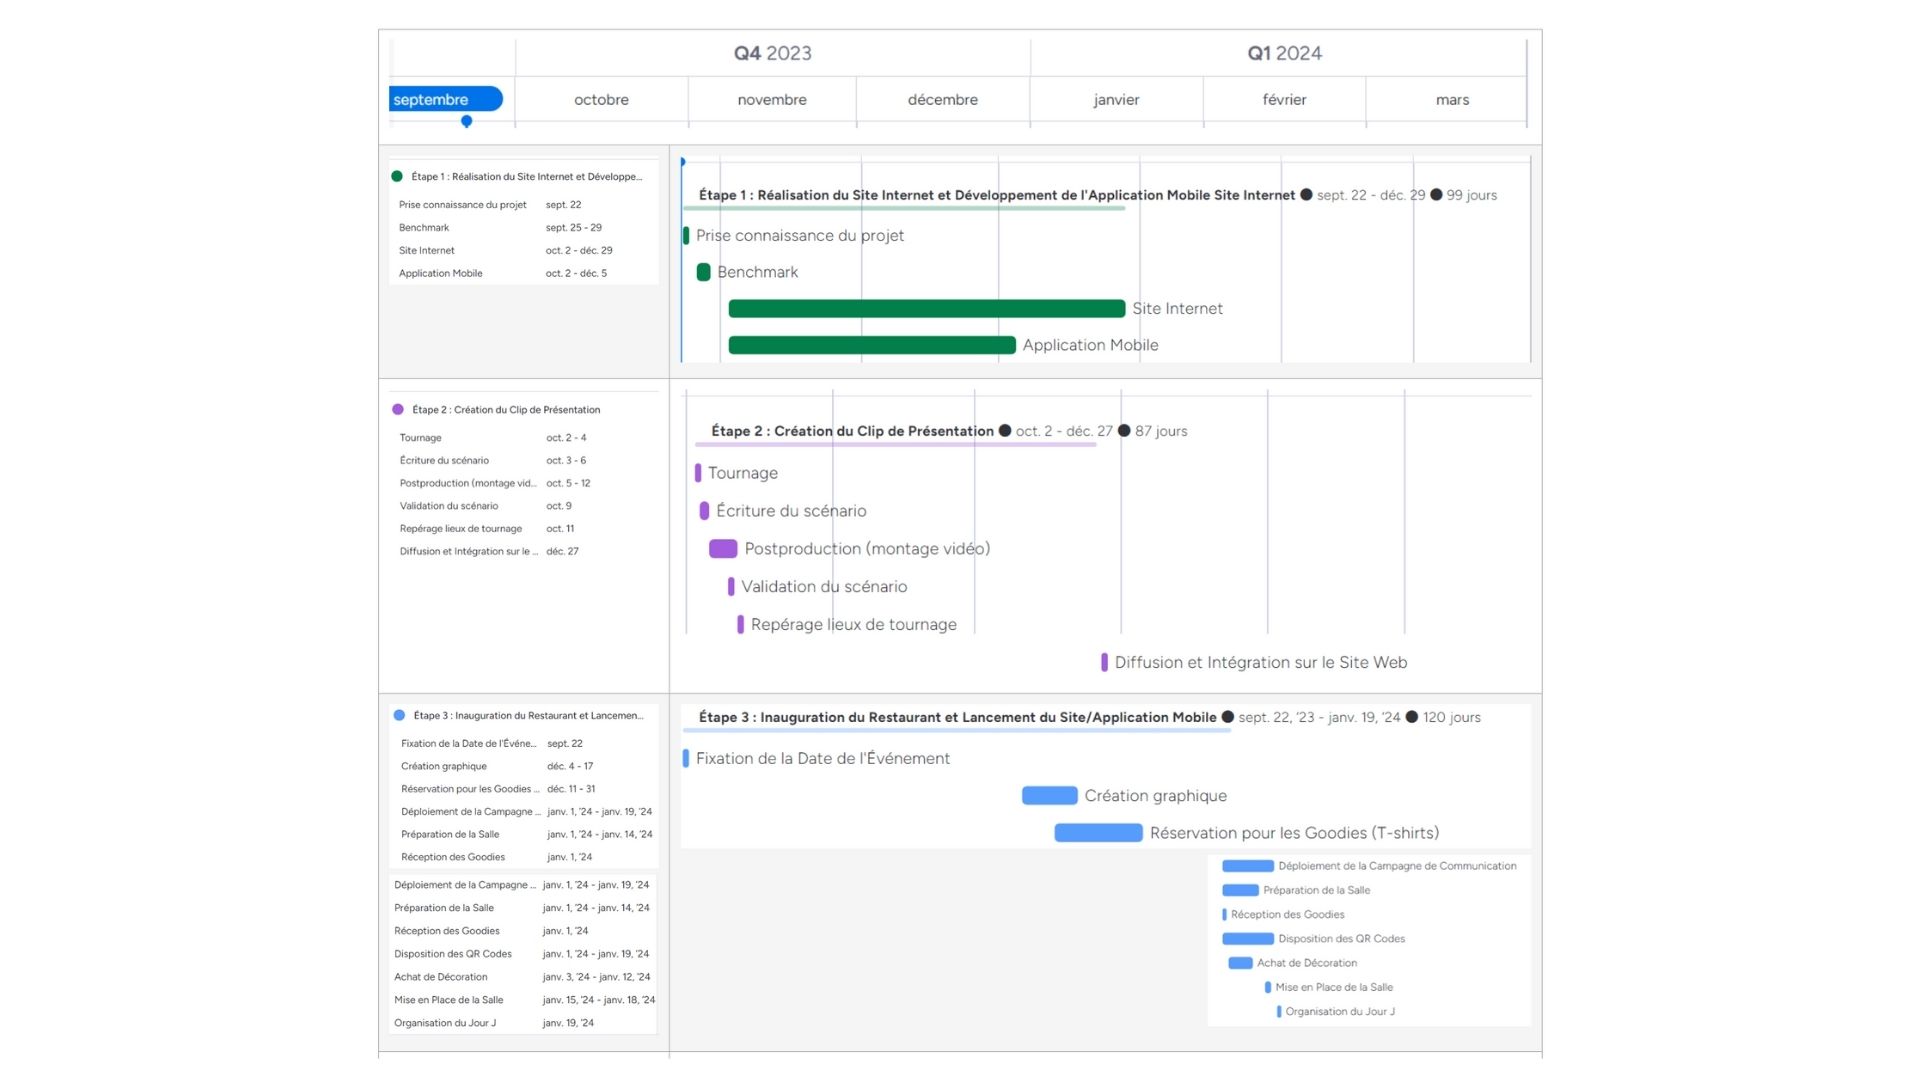 Q4 2023 Q1 2024
septembre octobre novembre décembre janvier février mars
Étape 1 : Réalisation du Site Internet et Développe...
Prise connaissance du projet sept. 22
Benchmark sept. 25 - 29
Site Internet oct. 2 - déc. 29
Application Mobile oct. 2 - déc. 5
Étape 1 : Réalisation du Site Internet et Développement de l'Application Mobile Site Internet ● sept. 22 - déc. 29 ● 99 jours
Prise connaissance du projet
Benchmark
Site Internet
Application Mobile
Étape 2 : Création du Clip de Présentation
Tournage oct. 2 - 4
Écriture du scénario oct. 3 - 6
Postproduction (montage vid... oct. 5 - 12
Validation du scénario oct. 9
Repérage lieux de tournage oct. 11
Diffusion et Intégration sur le ... déc. 27
Étape 2 : Création du Clip de Présentation ● oct. 2 - déc. 27 ● 87 jours
Tournage
Écriture du scénario
Postproduction (montage vidéo)
Validation du scénario
Repérage lieux de tournage
Diffusion et Intégration sur le Site Web
Étape 3 : Inauguration du Restaurant et Lancemen...
Fixation de la Date de l'Événe... sept. 22
Création graphique déc. 4 - 17
Réservation pour les Goodies ... déc. 11 - 31
Déploiement de la Campagne ... janv. 1, '24 - janv. 19, '24
Préparation de la Salle janv. 1, '24 - janv. 14, '24
Réception des Goodies janv. 1, '24
Déploiement de la Campagne ... janv. 1, '24 - janv. 19, '24
Préparation de la Salle janv. 1, '24 - janv. 14, '24
Réception des Goodies janv. 1, '24
Disposition des QR Codes janv. 1, '24 - janv. 19, '24
Achat de Décoration janv. 3, '24 - janv. 12, '24
Mise en Place de la Salle janv. 15, '24 - janv. 18, '24
Organisation du Jour J janv. 19, '24
Étape 3 : Inauguration du Restaurant et Lancement du Site/Application Mobile ● sept. 22, '23 - janv. 19, '24 ● 120 jours
Fixation de la Date de l'Événement
Création graphique
Réservation pour les Goodies (T-shirts)
Déploiement de la Campagne de Communication
Préparation de la Salle
Réception des Goodies
Disposition des QR Codes
Achat de Décoration
Mise en Place de la Salle
Organisation du Jour J